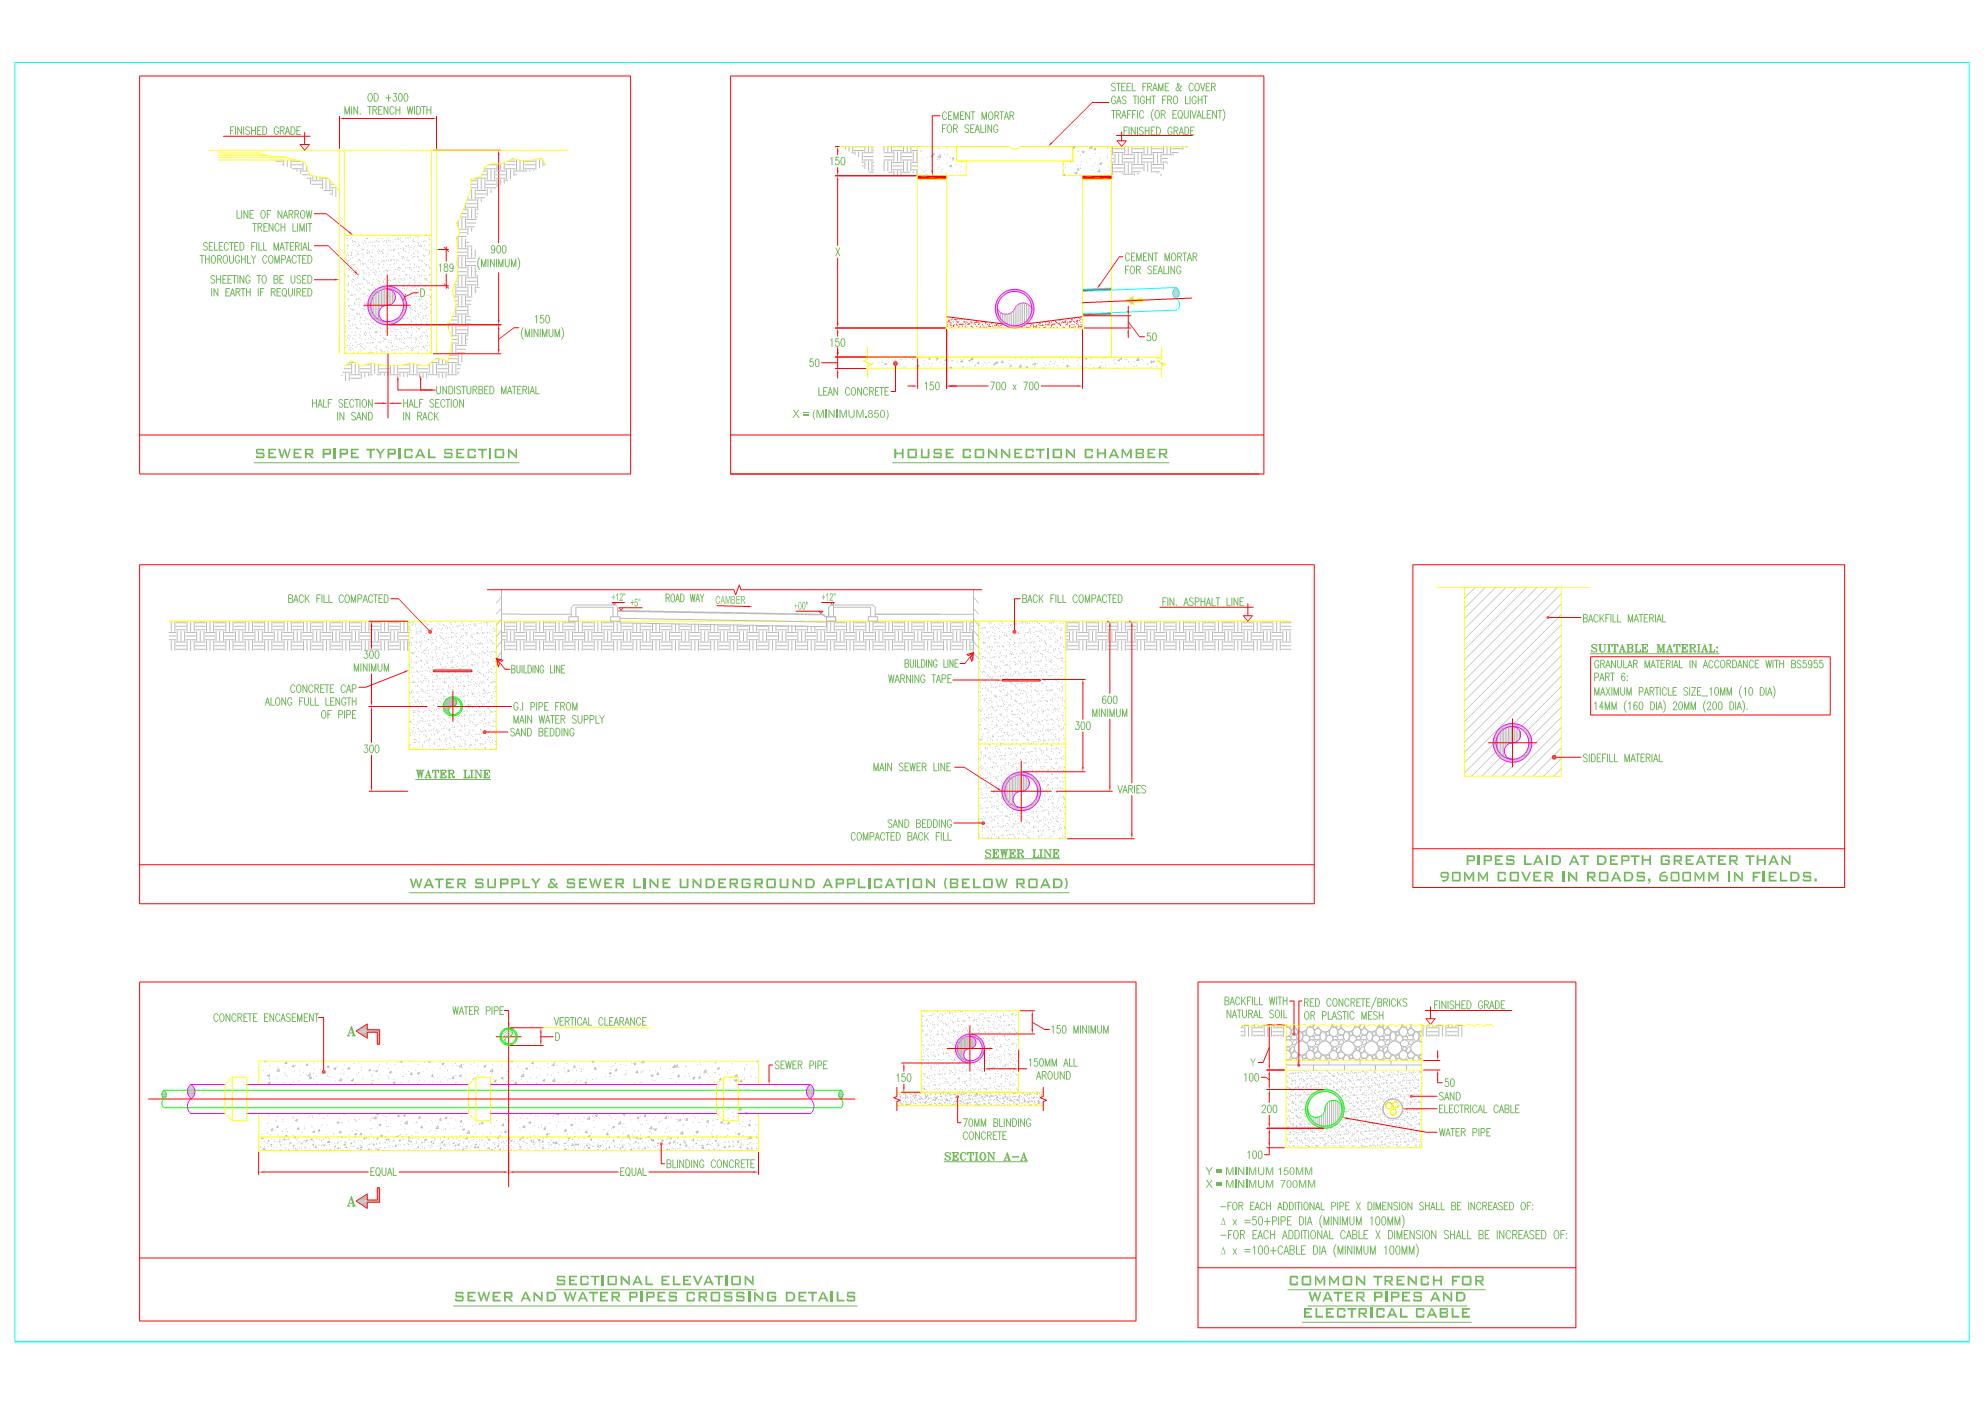 OD +300
MIN. TRENCH WIDTH
FINISHED GRADE
LINE OF NARROW
TRENCH LIMIT
SELECTED FILL MATERIAL
THOROUGHLY COMPACTED
SHEETING TO BE USED
IN EARTH IF REQUIRED
900
(MINIMUM)
189
D
150
(MINIMUM)
UNDISTURBED MATERIAL
HALF SECTION
IN SAND
HALF SECTION
IN RACK
SEWER PIPE TYPICAL SECTION
STEEL FRAME & COVER
GAS TIGHT FRO LIGHT
TRAFFIC (OR EQUIVALENT)
CEMENT MORTAR
FOR SEALING
FINISHED GRADE
150
X
CEMENT MORTAR
FOR SEALING
50
150
50
LEAN CONCRETE
150
700 x 700
X = (MINIMUM.850)
HOUSE CONNECTION CHAMBER
BACK FILL COMPACTED
+12"
+5"
ROAD WAY
CAMBER
+00"
+12"
BACK FILL COMPACTED
FIN. ASPHALT LINE
300
MINIMUM
BUILDING LINE
BUILDING LINE
WARNING TAPE
CONCRETE CAP
ALONG FULL LENGTH
OF PIPE
G.I PIPE FROM
MAIN WATER SUPPLY
SAND BEDDING
600
MINIMUM
300
300
WATER LINE
MAIN SEWER LINE
VARIES
SAND BEDDING
COMPACTED BACK FILL
SEWER LINE
WATER SUPPLY & SEWER LINE UNDERGROUND APPLICATION (BELOW ROAD)
BACKFILL MATERIAL
SUITABLE MATERIAL:
GRANULAR MATERIAL IN ACCORDANCE WITH BS5955
PART 6:
MAXIMUM PARTICLE SIZE_10MM (10 DIA)
14MM (160 DIA) 20MM (200 DIA).
SIDEFILL MATERIAL
PIPES LAID AT DEPTH GREATER THAN
90MM COVER IN ROADS, 600MM IN FIELDS.
CONCRETE ENCASEMENT
A
WATER PIPE
VERTICAL CLEARANCE
D
SEWER PIPE
BLINDING CONCRETE
EQUAL
EQUAL
A
150 MINIMUM
150MM ALL
AROUND
150
70MM BLINDING
CONCRETE
SECTION A-A
SECTIONAL ELEVATION
SEWER AND WATER PIPES CROSSING DETAILS
BACKFILL WITH
NATURAL SOIL
RED CONCRETE/BRICKS
OR PLASTIC MESH
FINISHED GRADE
Y
100
50
SAND
200
ELECTRICAL CABLE
WATER PIPE
100
Y = MINIMUM 150MM
X = MINIMUM 700MM
-FOR EACH ADDITIONAL PIPE X DIMENSION SHALL BE INCREASED OF:
Δ x =50+PIPE DIA (MINIMUM 100MM)
-FOR EACH ADDITIONAL CABLE X DIMENSION SHALL BE INCREASED OF:
Δ x =100+CABLE DIA (MINIMUM 100MM)
COMMON TRENCH FOR
WATER PIPES AND
ELECTRICAL CABLE